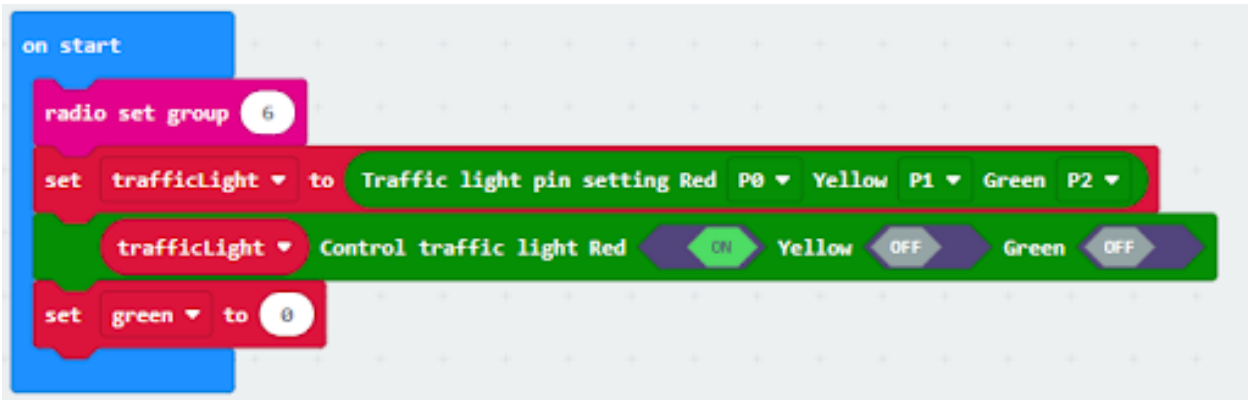 on start
radio set group 6
set trafficLight to Traffic light pin setting Red P0 Yellow P1 Green P2
trafficLight Control traffic light Red ON Yellow OFF Green OFF
set green to 0